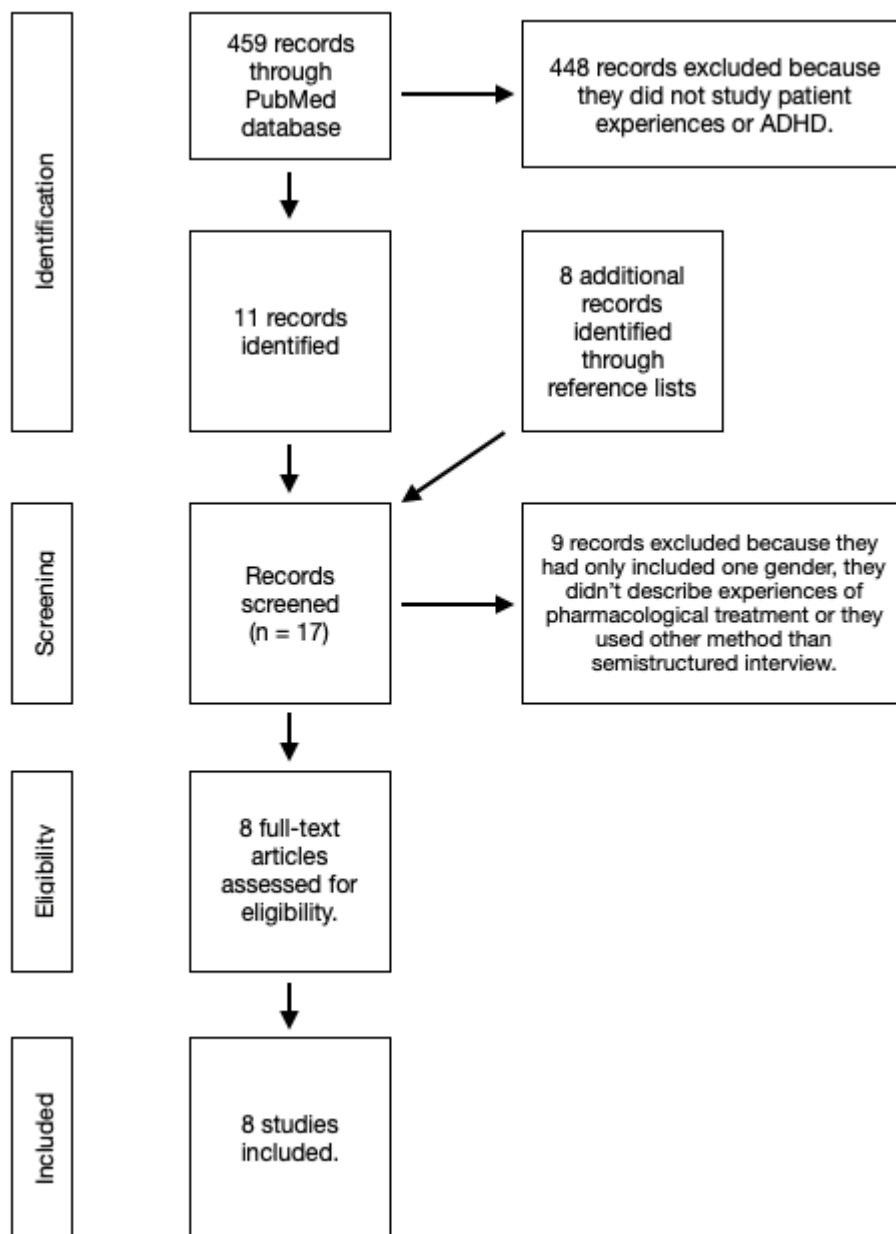 Identification
459 records
through
PubMed
database
448 records excluded because
they did not study patient
experiences or ADHD.
11 records
identified
8 additional
records
identified
through
reference lists
Screening
Records
screened
(n = 17)
9 records excluded because they
had only included one gender, they
didn't describe experiences of
pharmacological treatment or they
used other method than
semistructured interview.
Eligibility
8 full-text
articles
assessed for
eligibility.
Included
8 studies
included.